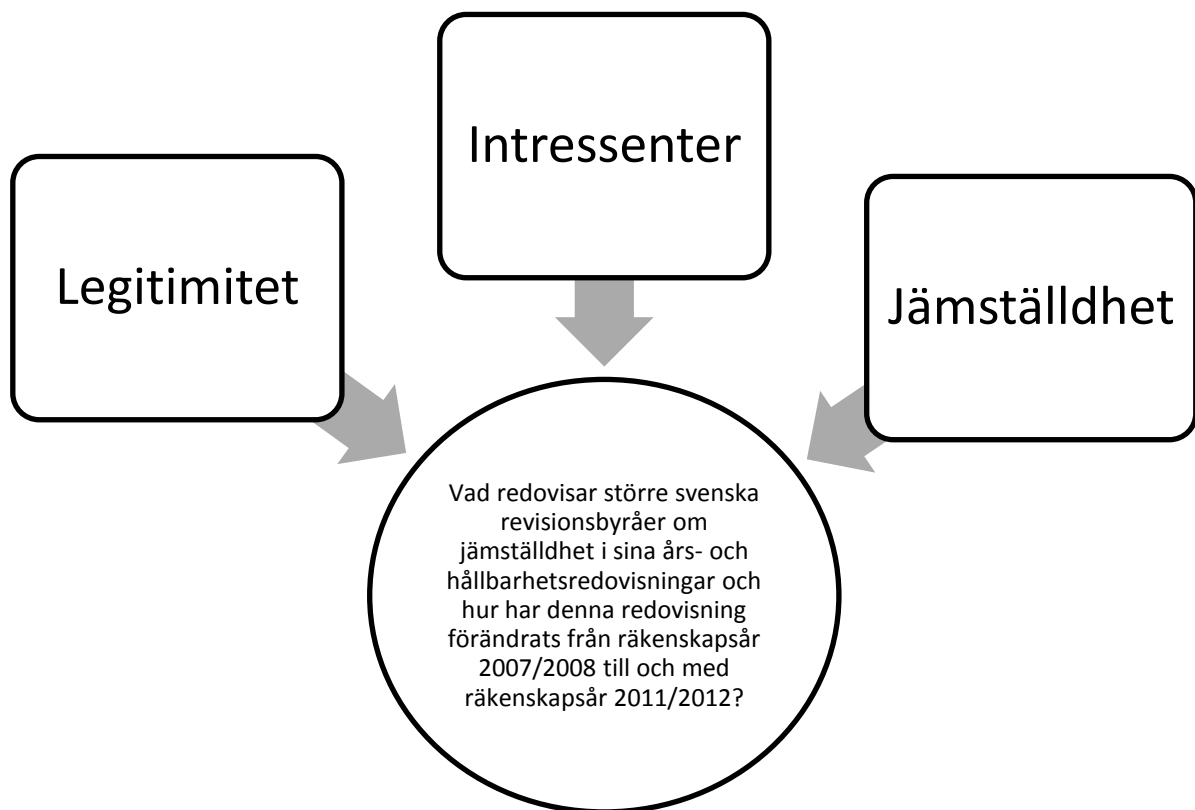 Legitimitet
Intressenter
Jämställdhet
Vad redovisar större svenska
revisionsbyråer om
jämställdhet i sina års- och
hållbarhetsredovisningar och
hur har denna redovisning
förändrats från räkenskapsår
2007/2008 till och med
räkenskapsår 2011/2012?